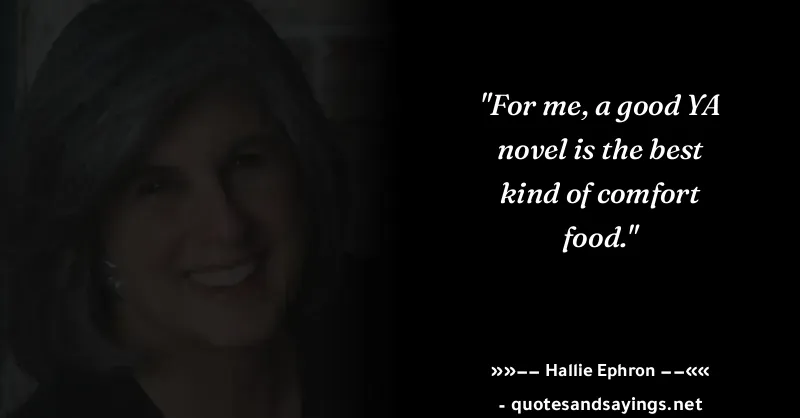 "For me, a good YA
novel is the best
kind of comfort
food."
»»−− Hallie Ephron −−««
- quotesandsayings.net